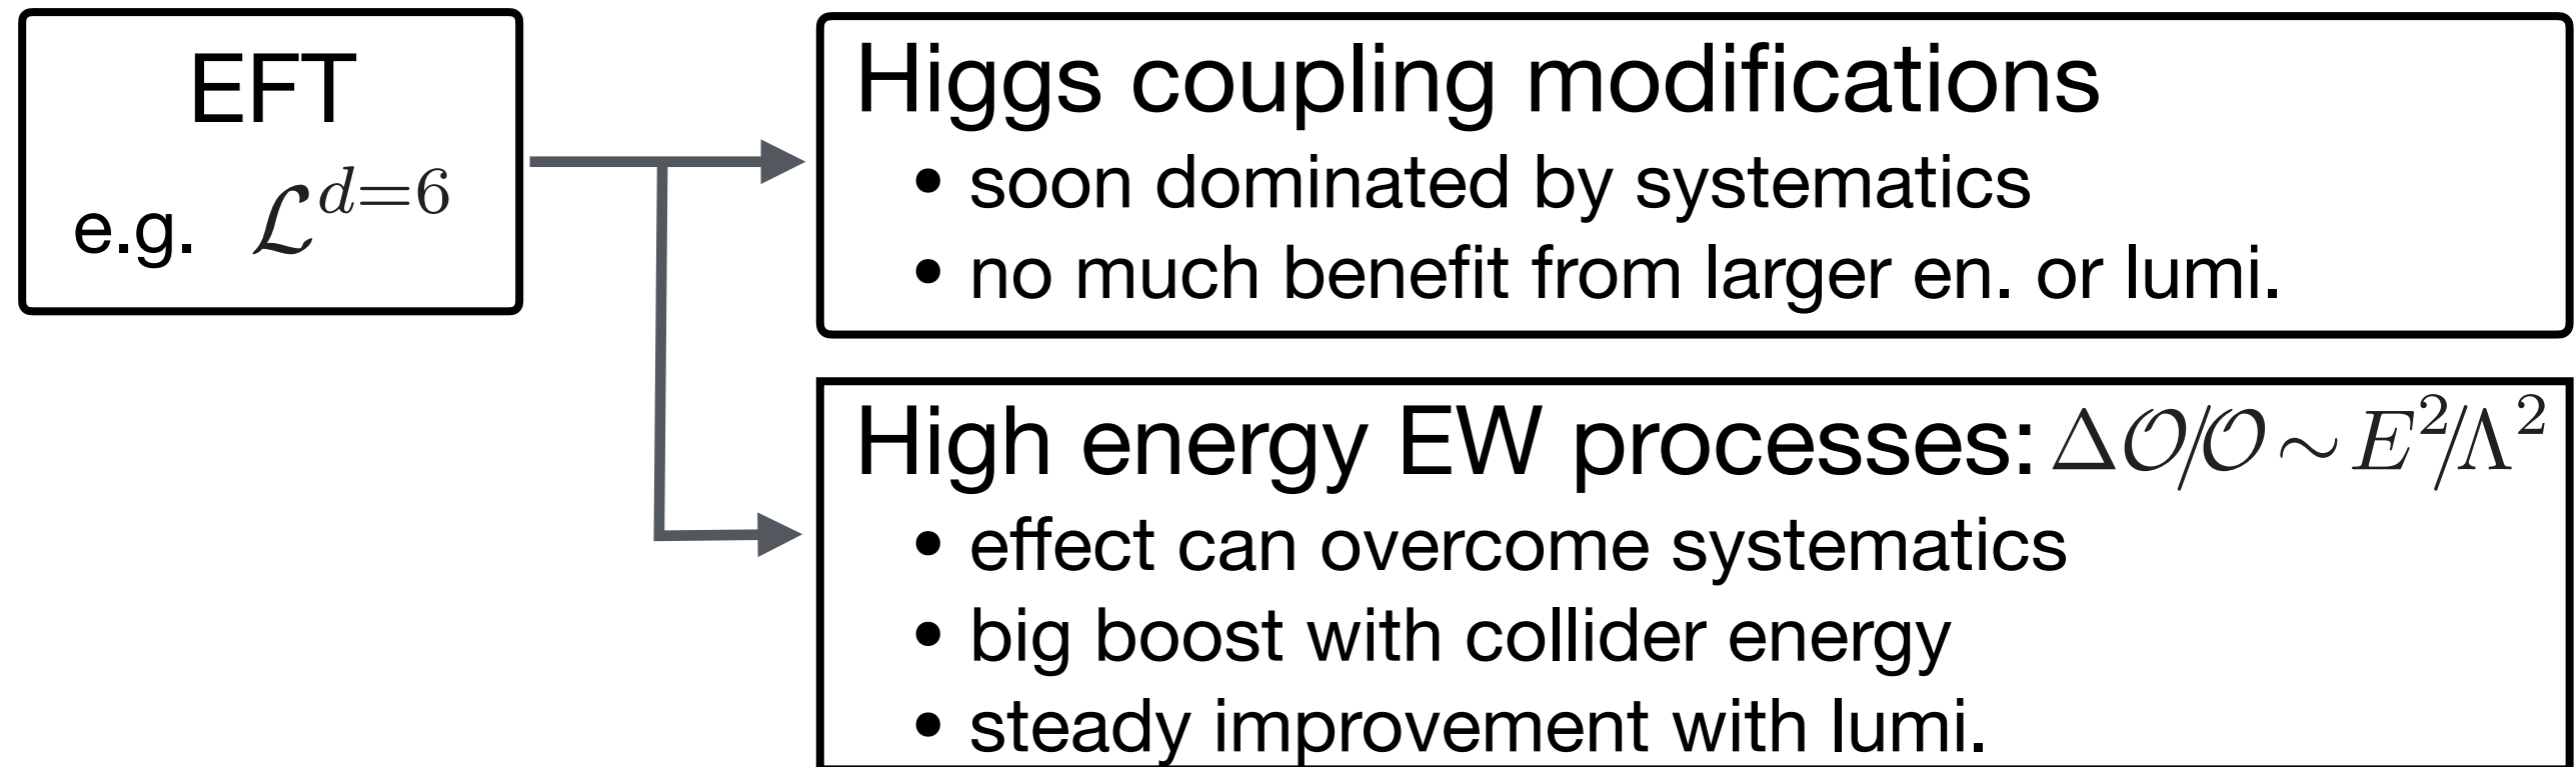 EFT
e.g. ℒ^{d=6}
Higgs coupling modifications
• soon dominated by systematics
• no much benefit from larger en. or lumi.
High energy EW processes: Δ𝒪/𝒪 ~ E²/Λ²
• effect can overcome systematics
• big boost with collider energy
• steady improvement with lumi.